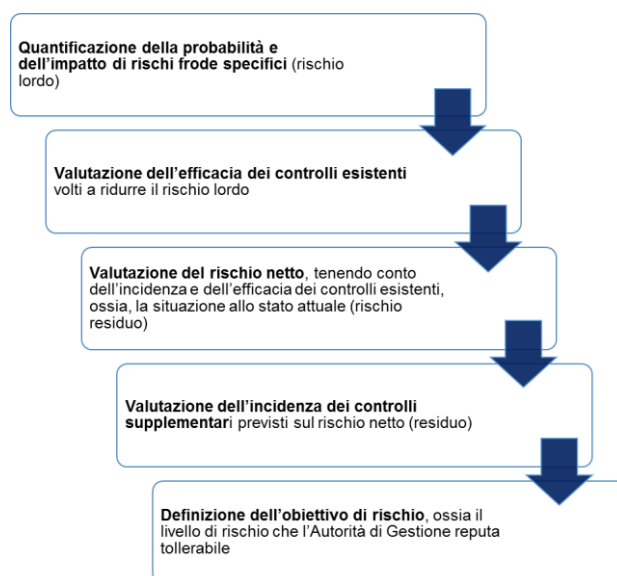 Quantificazione della probabilità e
dell'impatto di rischi frode specifici (rischio
lordo)
Valutazione dell'efficacia dei controlli esistenti
volti a ridurre il rischio lordo
Valutazione del rischio netto, tenendo conto
dell'incidenza e dell'efficacia dei controlli esistenti,
ossia, la situazione allo stato attuale (rischio
residuo)
Valutazione dell'incidenza dei controlli
supplementari previsti sul rischio netto (residuo)
Definizione dell'obiettivo di rischio, ossia il
livello di rischio che l'Autorità di Gestione reputa
tollerabile